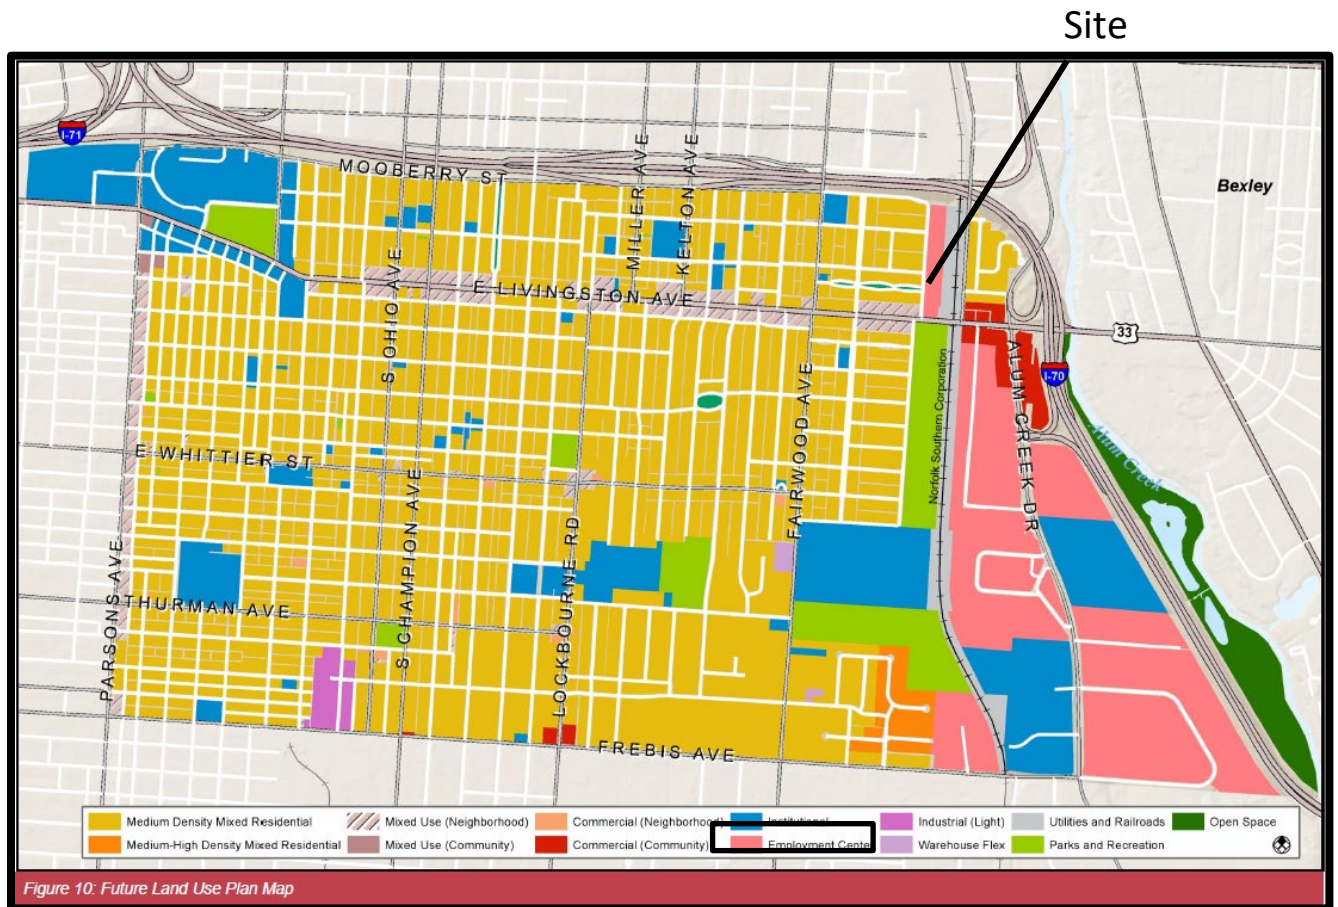 Site
I-71
MOOBERRY ST
MILLER AVE
KELTON AVE
Bexley
S OHIO AVE
E LIVINGSTON AVE
33
I-70
ALUM CREEK DR
Norfolk Southern Corporation
FAIRWOOD AVE
Alum Creek
E WHITTIER ST
S CHAMPION AVE
LOCKBOURNE RD
PARSONS AVE
THURMAN AVE
FREBIS AVE
Medium Density Mixed Residential
Mixed Use (Neighborhood)
Commercial (Neighborhood)
Institutional
Industrial (Light)
Utilities and Railroads
Open Space
Medium-High Density Mixed Residential
Mixed Use (Community)
Commercial (Community)
Employment Center
Warehouse Flex
Parks and Recreation
Figure 10: Future Land Use Plan Map